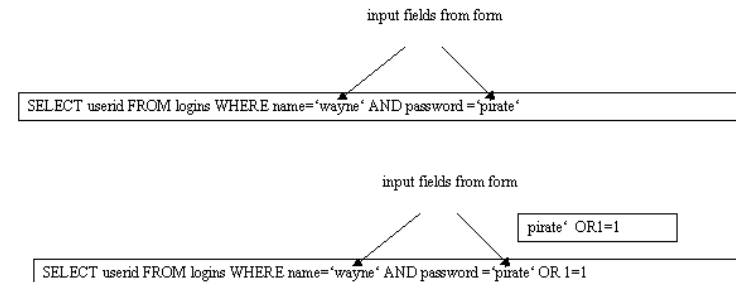 input fields from form
SELECT userid FROM logins WHERE name=‘wayne‘ AND password =‘pirate‘
input fields from form
pirate‘ OR1=1
SELECT userid FROM logins WHERE name=‘wayne‘ AND password =‘pirate‘ OR 1=1